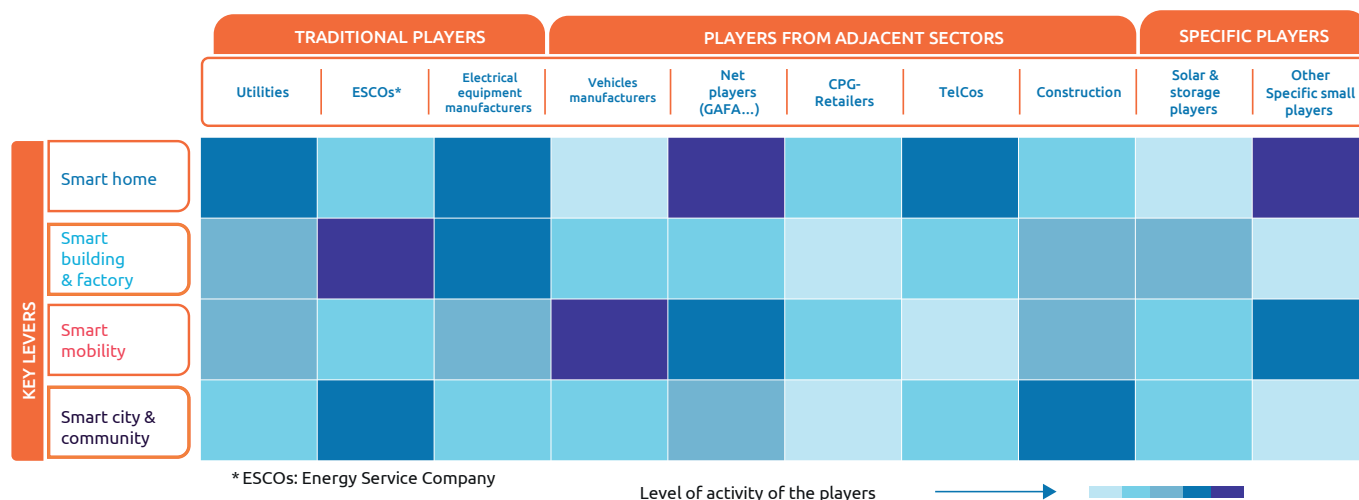 TRADITIONAL PLAYERS
PLAYERS FROM ADJACENT SECTORS
SPECIFIC PLAYERS
Utilities
ESCOs*
Electrical
equipment
manufacturers
Vehicles
manufacturers
Net
players
(GAFA...)
CPG-
Retailers
TelCos
Construction
Solar &
storage
players
Other
Specific small
players
KEY LEVERS
Smart home
Smart
building
& factory
Smart
mobility
Smart city &
community
* ESCOs: Energy Service Company
Level of activity of the players